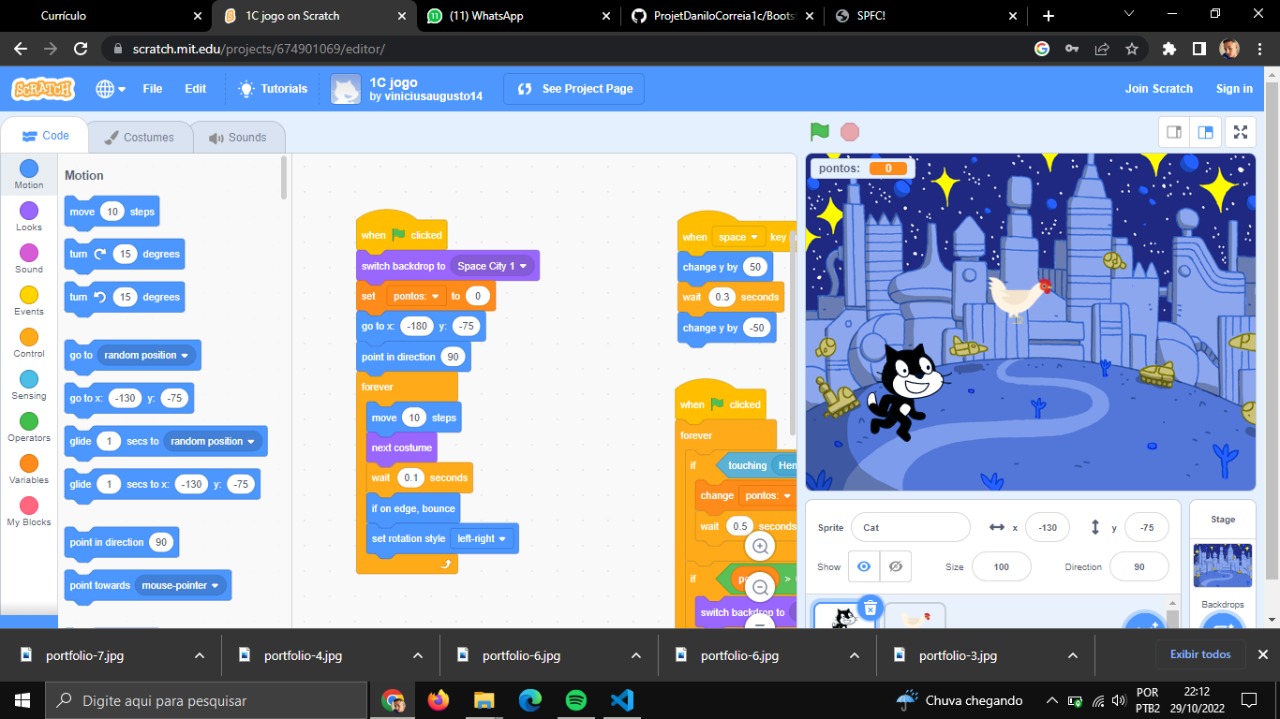 Currículo
1C jogo on Scratch
(11) WhatsApp
ProjetDaniloCorreia1c/Boots
SPFC!
scratch.mit.edu/projects/674901069/editor/
SCRATCH
File
Edit
Tutorials
1C jogo
by viniciusaugusto14
See Project Page
Join Scratch
Sign in
Code
Costumes
Sounds
Motion
Looks
Sound
Events
Control
Sensing
Operators
Variables
My Blocks
Motion
move 10 steps
turn 15 degrees
turn 15 degrees
go to random position
go to x: -130 y: -75
glide 1 secs to random position
glide 1 secs to x: -130 y: -75
point in direction 90
point towards mouse-pointer
when clicked
switch backdrop to Space City 1
set pontos: to 0
go to x: -180 y: -75
point in direction 90
forever
move 10 steps
next costume
wait 0.1 seconds
if on edge, bounce
set rotation style left-right
when space key
change y by 50
wait 0.3 seconds
change y by -50
when clicked
forever
if touching Hen
change pontos:
wait 0.5 seconds
if po >
switch backdrop to
pontos: 0
Sprite Cat x -130 y -75
Show Size 100 Direction 90
Stage
Backdrops
portfolio-7.jpg
portfolio-4.jpg
portfolio-6.jpg
portfolio-6.jpg
portfolio-3.jpg
Exibir todos
Digite aqui para pesquisar
Chuva chegando
POR
PTB2
22:12
29/10/2022